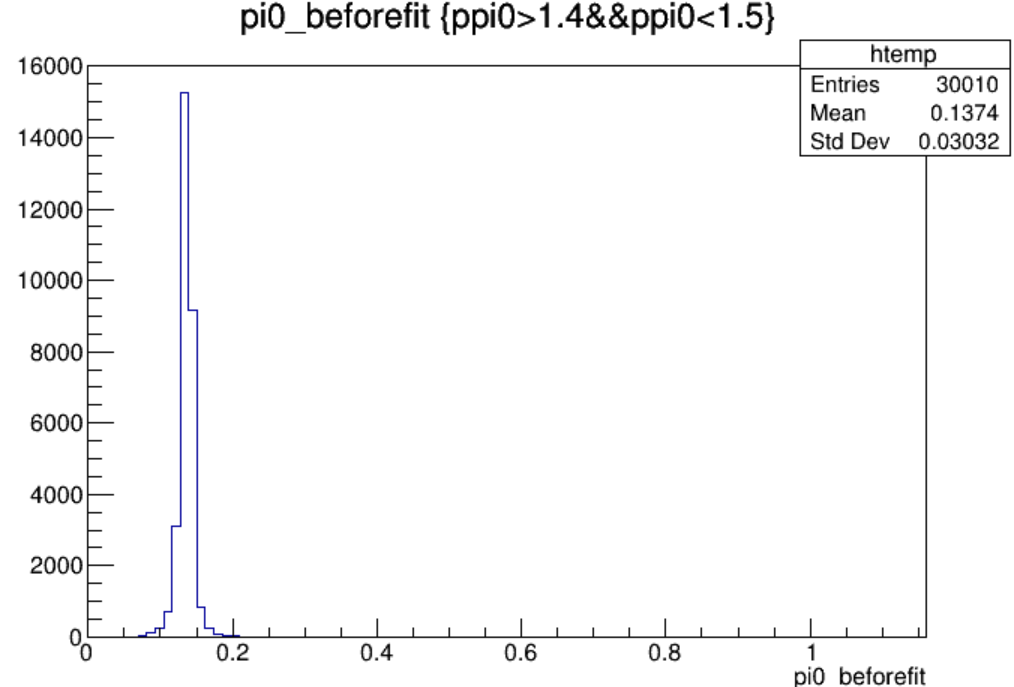 pi0_beforefit {ppi0>1.4&&ppi0<1.5}
htemp
Entries 30010
Mean 0.1374
Std Dev 0.03032
16000
14000
12000
10000
8000
6000
4000
2000
0
0 0.2 0.4 0.6 0.8 1
pi0_beforefit